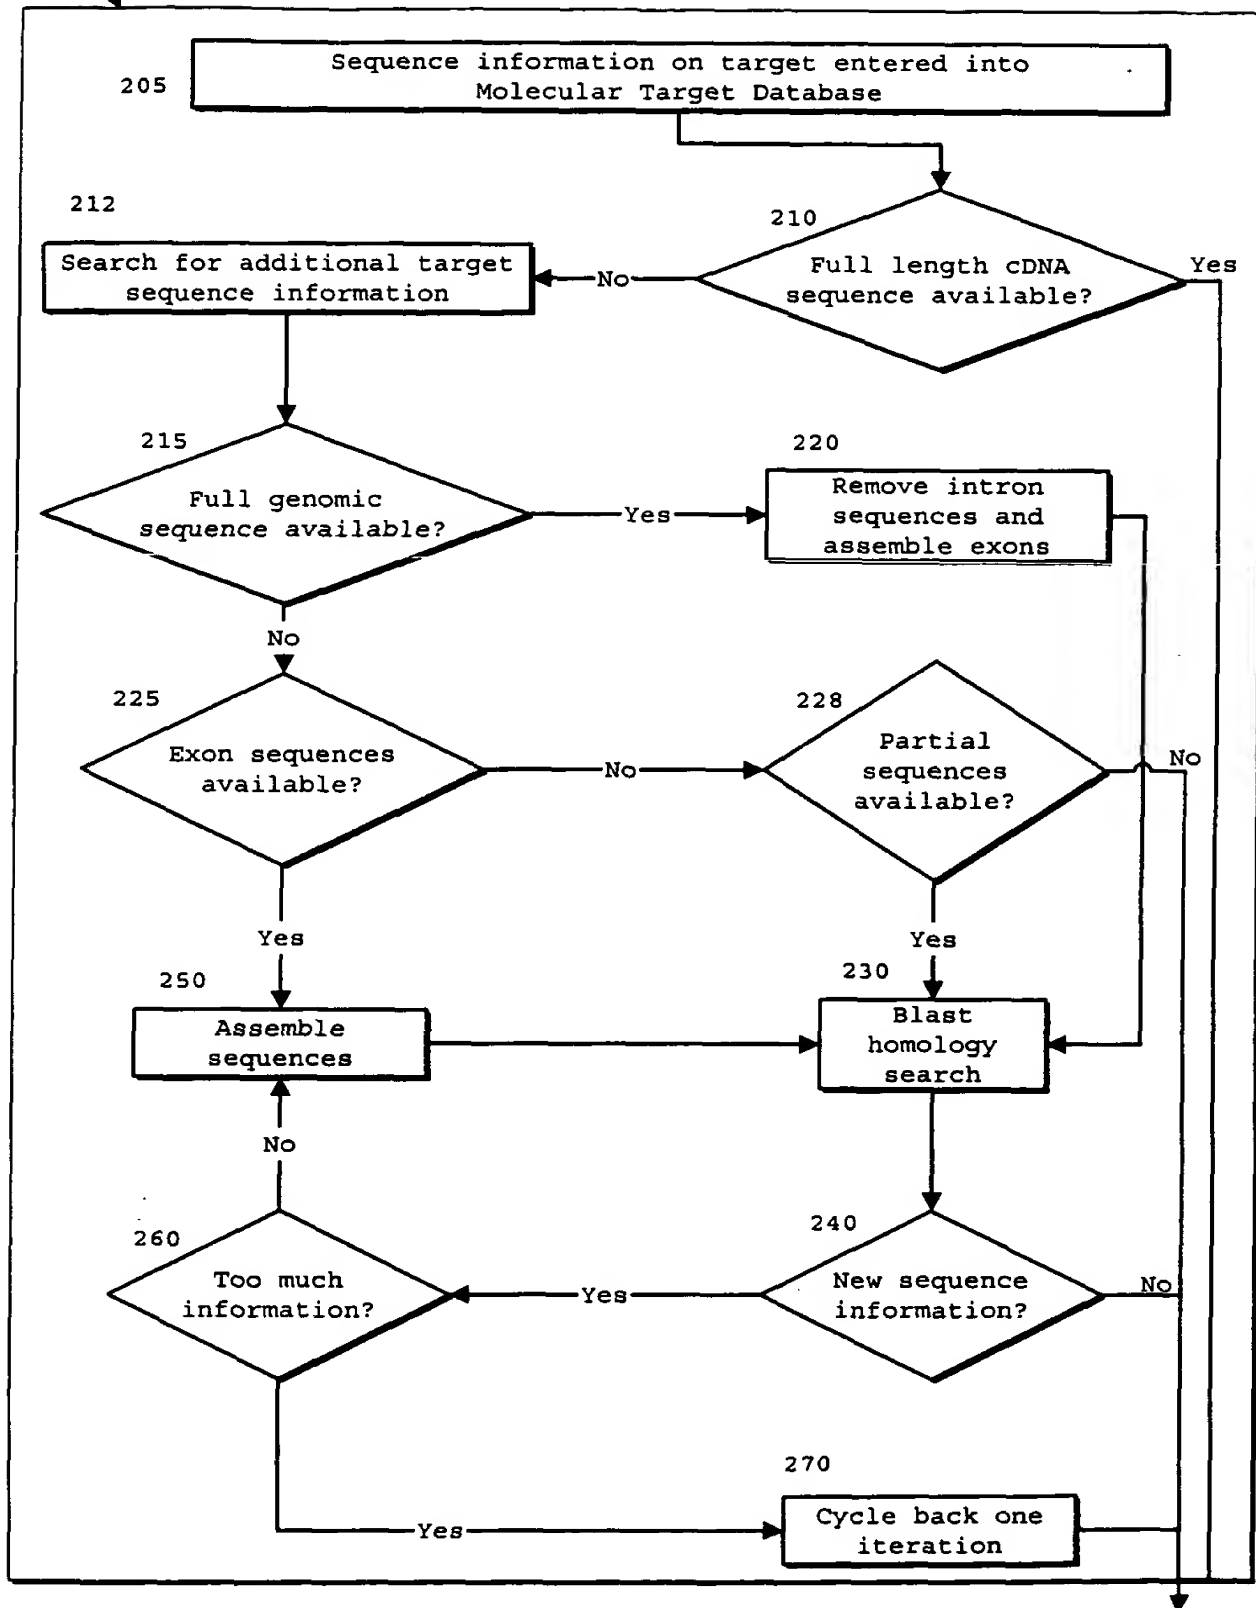 205
Sequence information on target entered into
Molecular Target Database
212
210
Search for additional target
sequence information
No
Full length cDNA
sequence available?
Yes
215
220
Full genomic
sequence available?
Yes
Remove intron
sequences and
assemble exons
No
225
228
Exon sequences
available?
No
Partial
sequences
available?
No
Yes
Yes
250
230
Assemble
sequences
Blast
homology
search
No
260
240
Too much
information?
Yes
New sequence
information?
No
270
Yes
Cycle back one
iteration